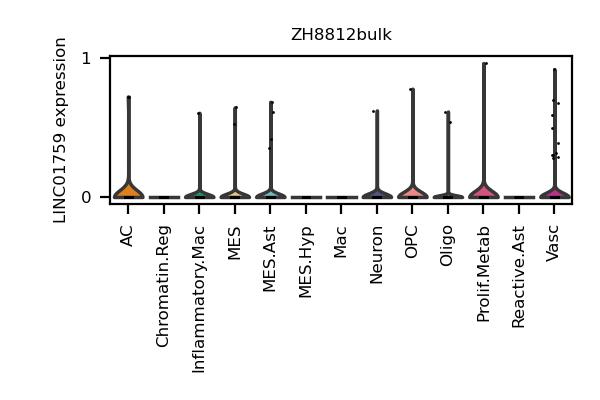 ZH8812bulk
LINC01759 expression
1
0
AC
Chromatin.Reg
Inflammatory.Mac
MES
MES.Ast
MES.Hyp
Mac
Neuron
OPC
Oligo
Prolif.Metab
Reactive.Ast
Vasc